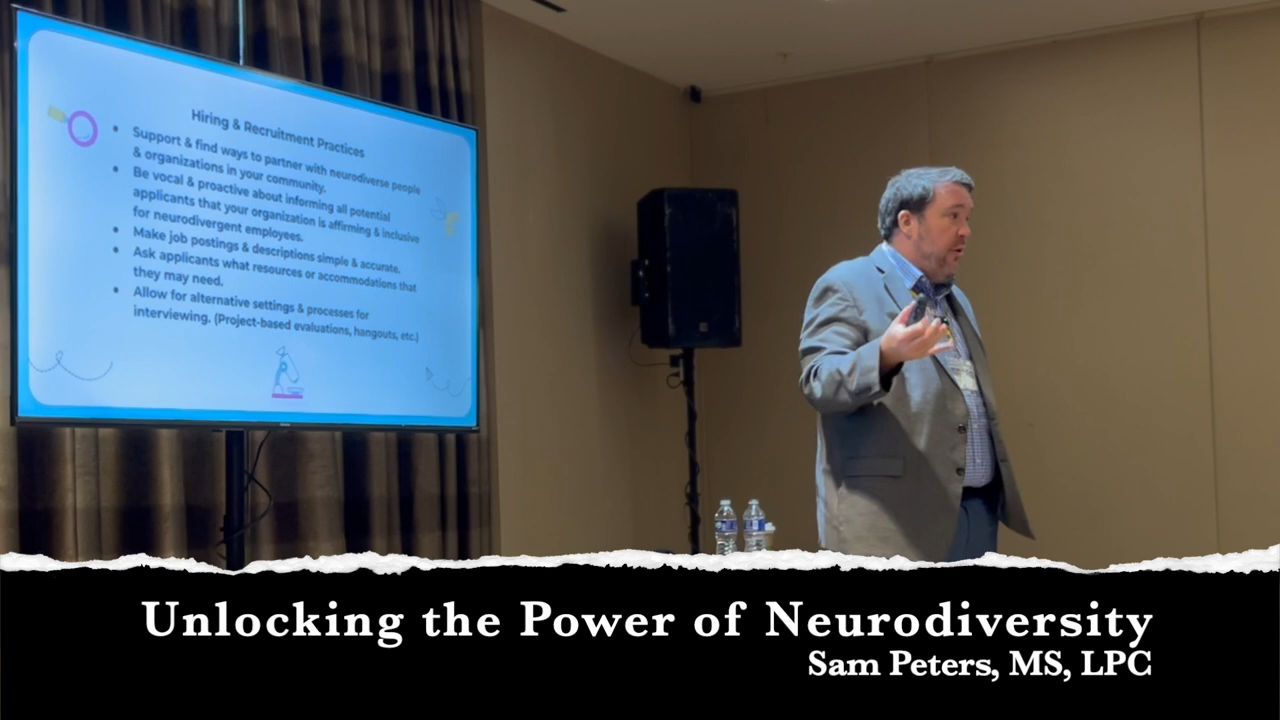 Hiring & Recruitment Practices
• Support & find ways to partner with neurodiverse people
& organizations in your community.
• Be vocal & proactive about informing all potential
applicants that your organization is affirming & inclusive
for neurodivergent employees.
• Make job postings & descriptions simple & accurate.
• Ask applicants what resources or accommodations that
they may need.
• Allow for alternative settings & processes for
interviewing. (Project-based evaluations, hangouts, etc.)
Unlocking the Power of Neurodiversity
Sam Peters, MS, LPC